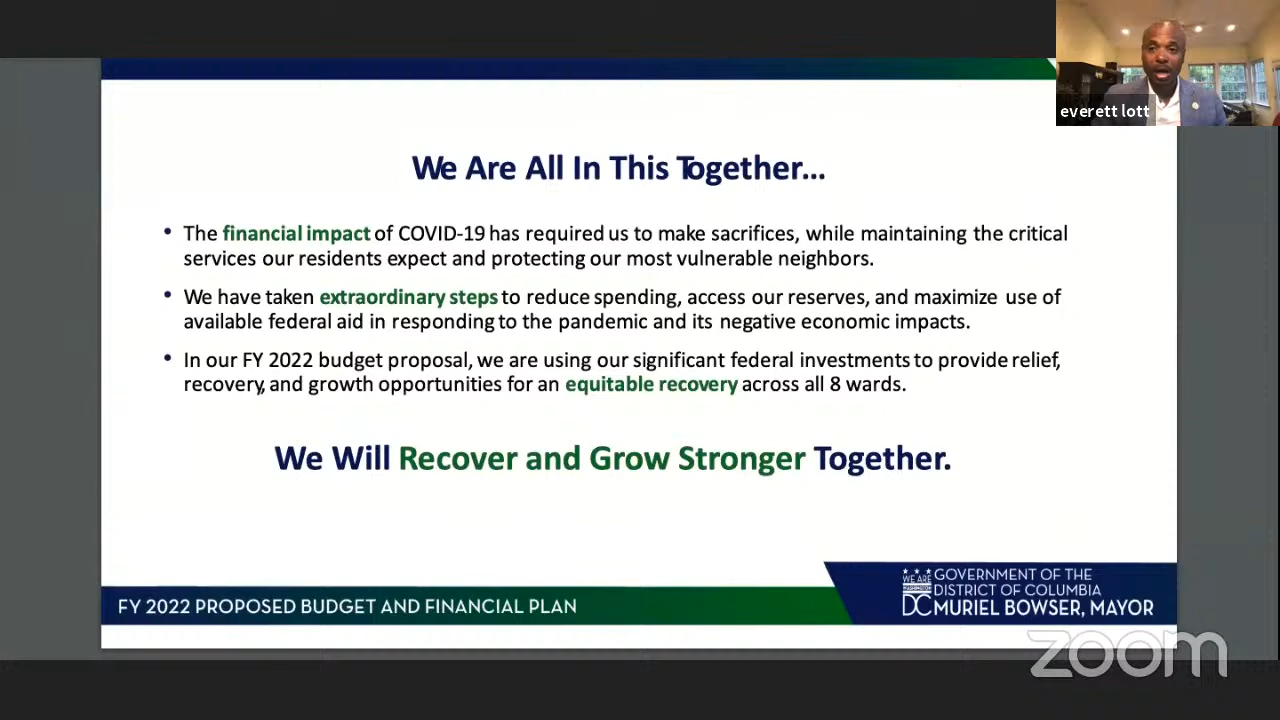 everett lott
We Are All In This Together...
• The financial impact of COVID-19 has required us to make sacrifices, while maintaining the critical
services our residents expect and protecting our most vulnerable neighbors.
• We have taken extraordinary steps to reduce spending, access our reserves, and maximize use of
available federal aid in responding to the pandemic and its negative economic impacts.
• In our FY 2022 budget proposal, we are using our significant federal investments to provide relief,
recovery, and growth opportunities for an equitable recovery across all 8 wards.
We Will Recover and Grow Stronger Together.
FY 2022 PROPOSED BUDGET AND FINANCIAL PLAN
WE ARE
WASHINGTON
DC
GOVERNMENT OF THE
DISTRICT OF COLUMBIA
MURIEL BOWSER, MAYOR
zoom